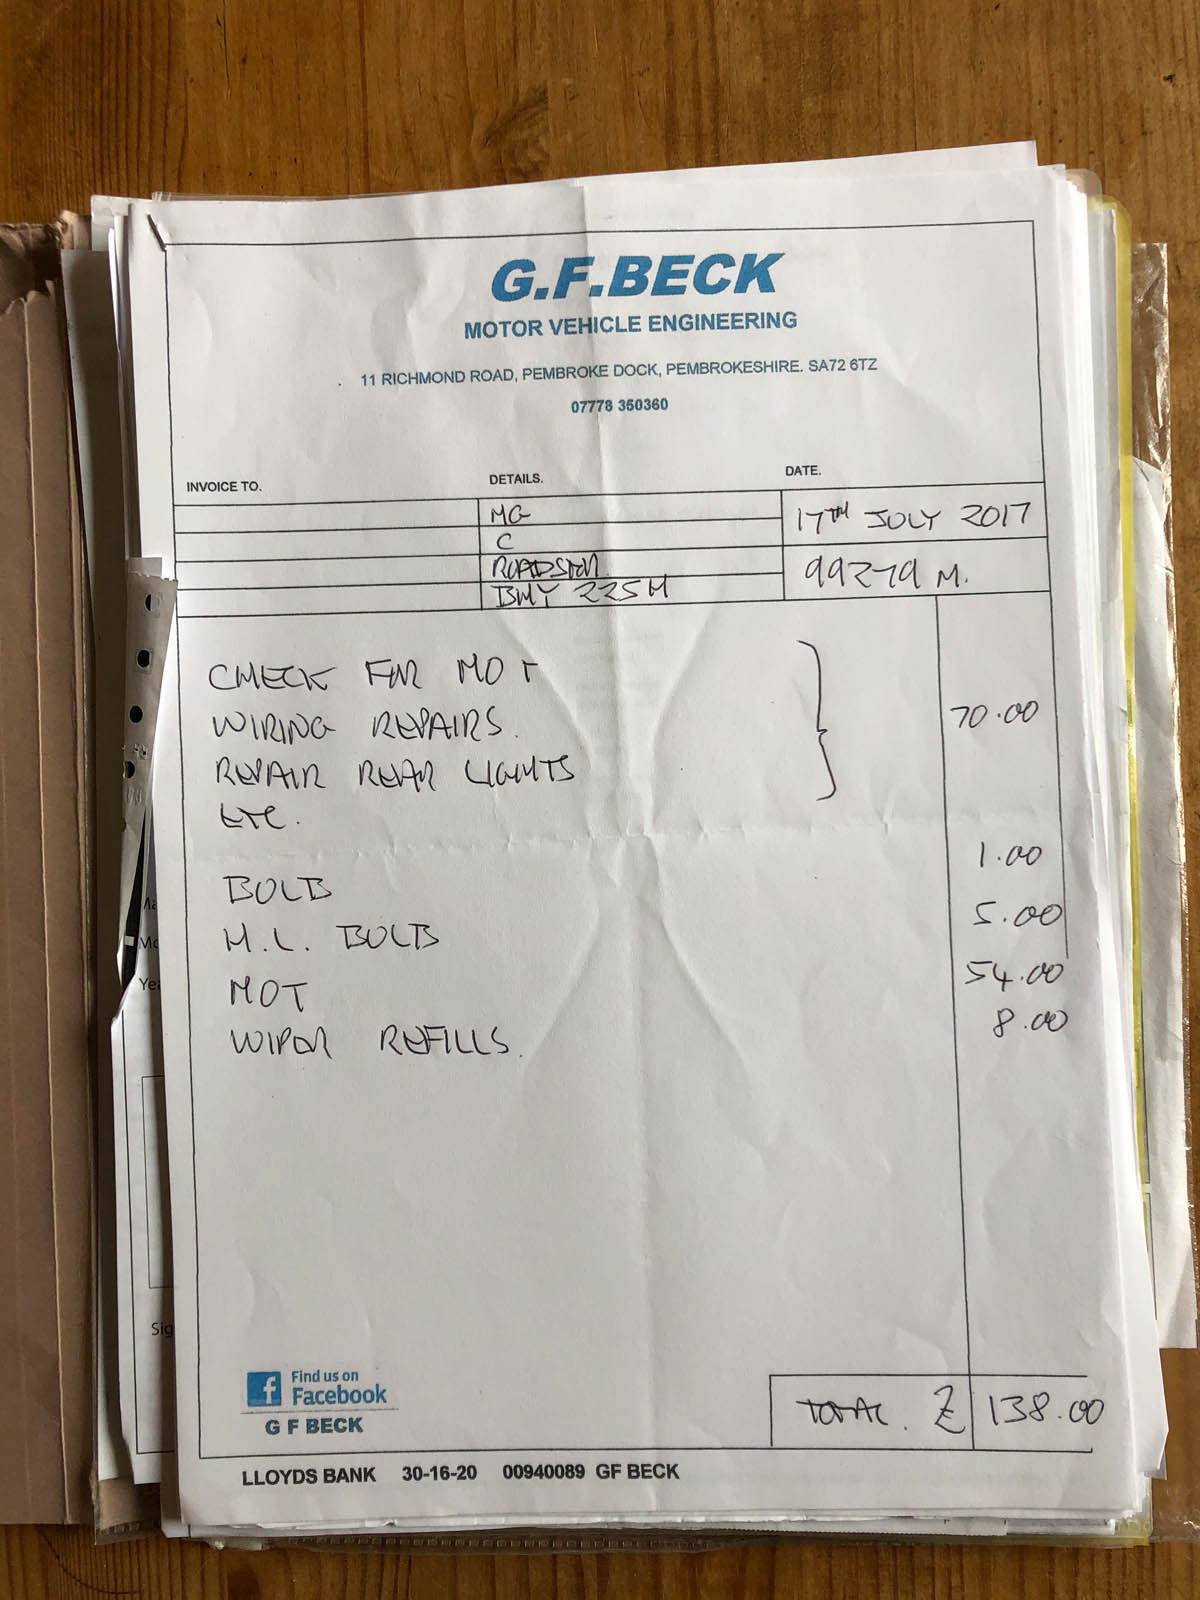 G.F.BECK
MOTOR VEHICLE ENGINEERING
11 RICHMOND ROAD, PEMBROKE DOCK, PEMBROKESHIRE. SA72 6TZ
07778 350360
INVOICE TO. DETAILS. DATE.
MG 17TH JULY 2017
C
ROADSTER 99279 M.
BMY 225H
CHECK FOR MOT
WIRING REPAIRS. 70.00
REPAIR REAR LIGHTS
ETC.
BULB 1.00
H.L. BULB 5.00
MOT 54.00
WIPER REFILLS. 8.00
Find us on
Facebook
G F BECK
TOTAL. £ 138.00
LLOYDS BANK 30-16-20 00940089 GF BECK
Sig